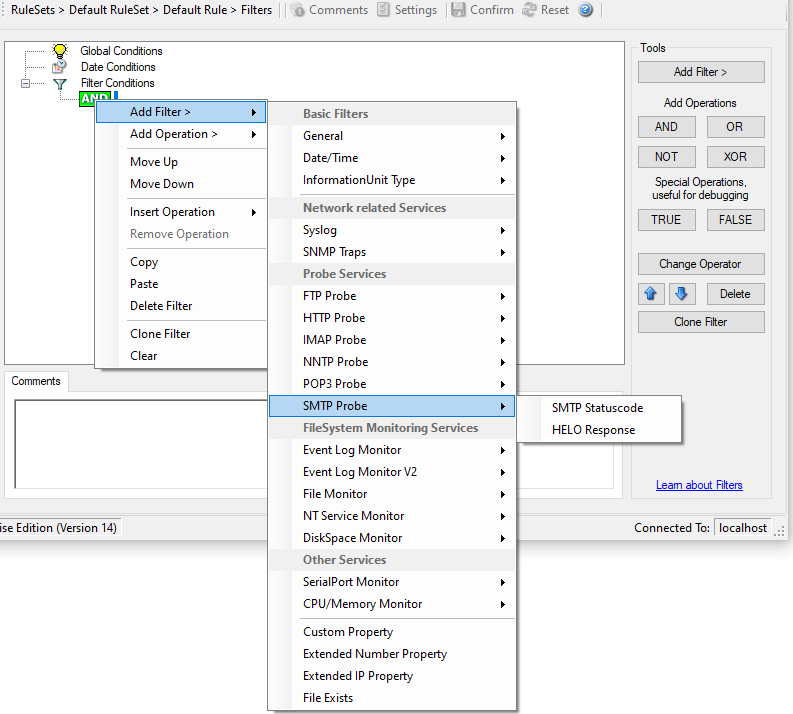 RuleSets > Default RuleSet > Default Rule > Filters
Comments
Settings
Confirm
Reset
Global Conditions
Date Conditions
Filter Conditions
AND
Add Filter >
Add Operation >
Move Up
Move Down
Insert Operation
Remove Operation
Copy
Paste
Delete Filter
Clone Filter
Clear
Basic Filters
General
Date/Time
InformationUnit Type
Network related Services
Syslog
SNMP Traps
Probe Services
FTP Probe
HTTP Probe
IMAP Probe
NNTP Probe
POP3 Probe
SMTP Probe
FileSystem Monitoring Services
Event Log Monitor
Event Log Monitor V2
File Monitor
NT Service Monitor
DiskSpace Monitor
Other Services
SerialPort Monitor
CPU/Memory Monitor
Custom Property
Extended Number Property
Extended IP Property
File Exists
SMTP Statuscode
HELO Response
Tools
Add Filter >
Add Operations
AND
OR
NOT
XOR
Special Operations,
useful for debugging
TRUE
FALSE
Change Operator
Delete
Clone Filter
Learn about Filters
Comments
ise Edition (Version 14)
Connected To:
localhost